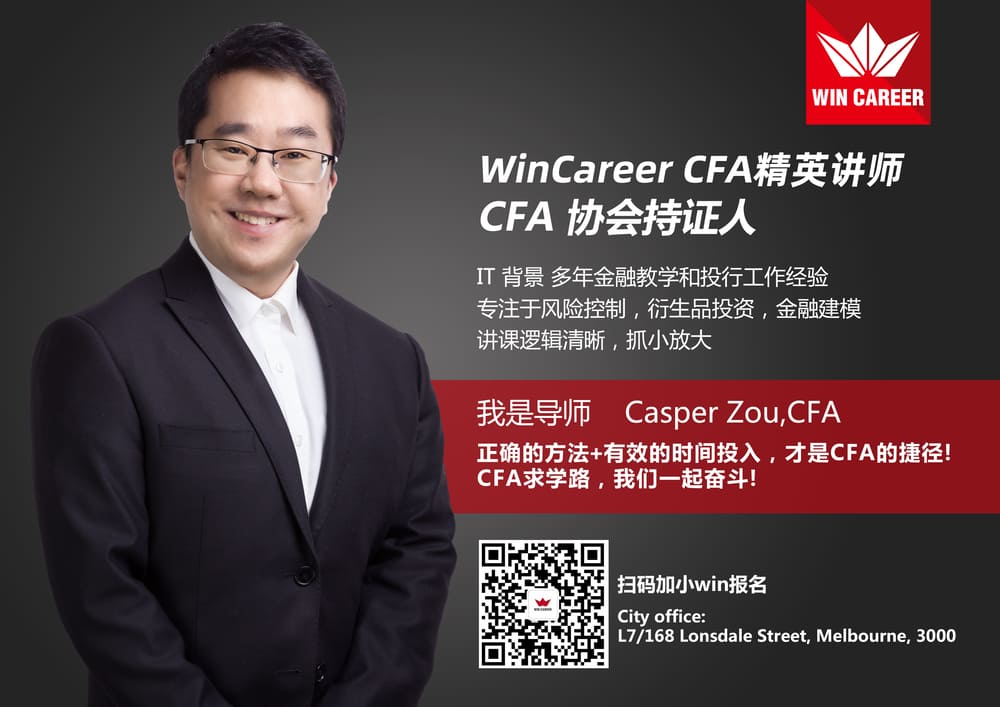 WIN CAREER
WinCareer CFA精英讲师
CFA 协会持证人
IT 背景 多年金融教学和投行工作经验
专注于风险控制，衍生品投资，金融建模
讲课逻辑清晰，抓小放大
我是导师 Casper Zou,CFA
正确的方法+有效的时间投入，才是CFA的捷径!
CFA求学路，我们一起奋斗!
WIN CAREER
扫码加小win报名
City office:
L7/168 Lonsdale Street, Melbourne, 3000